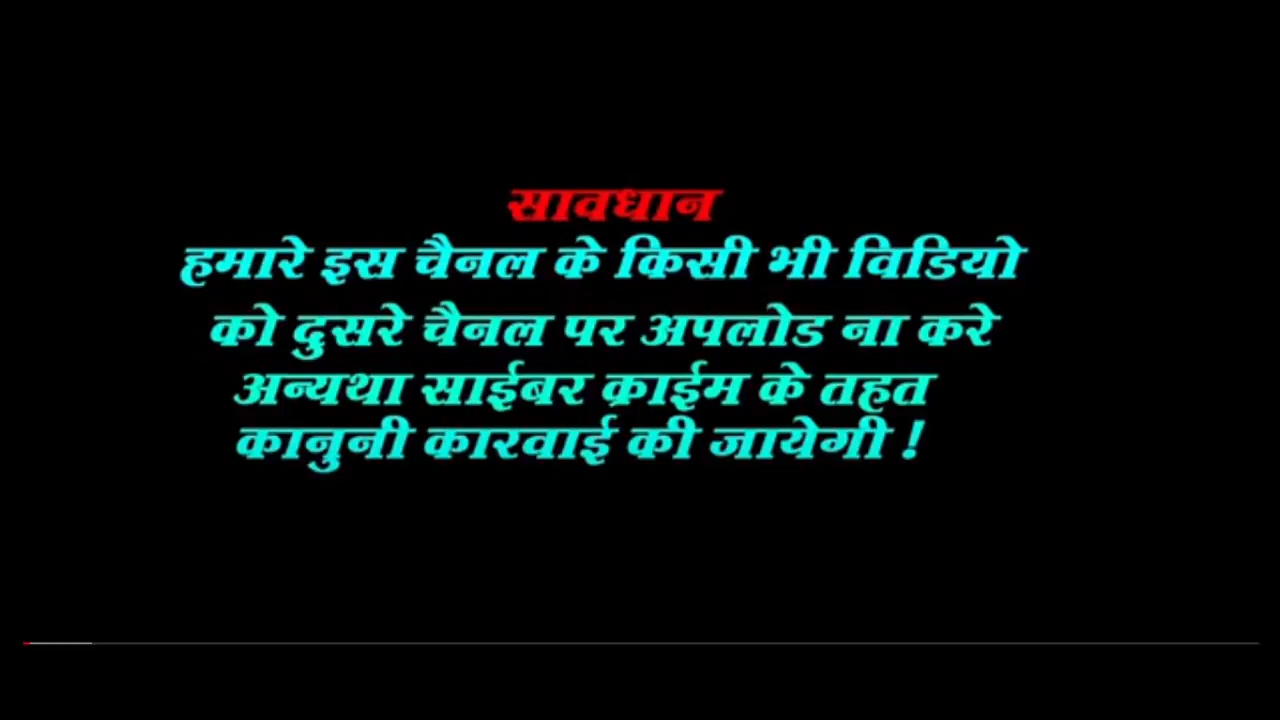 सावधान
हमारे इस चैनल के किसी भी विडियो
को दुसरे चैनल पर अपलोड ना करे
अन्यथा साईबर क्राईम के तहत
कानुनी कारवाई की जायेगी !